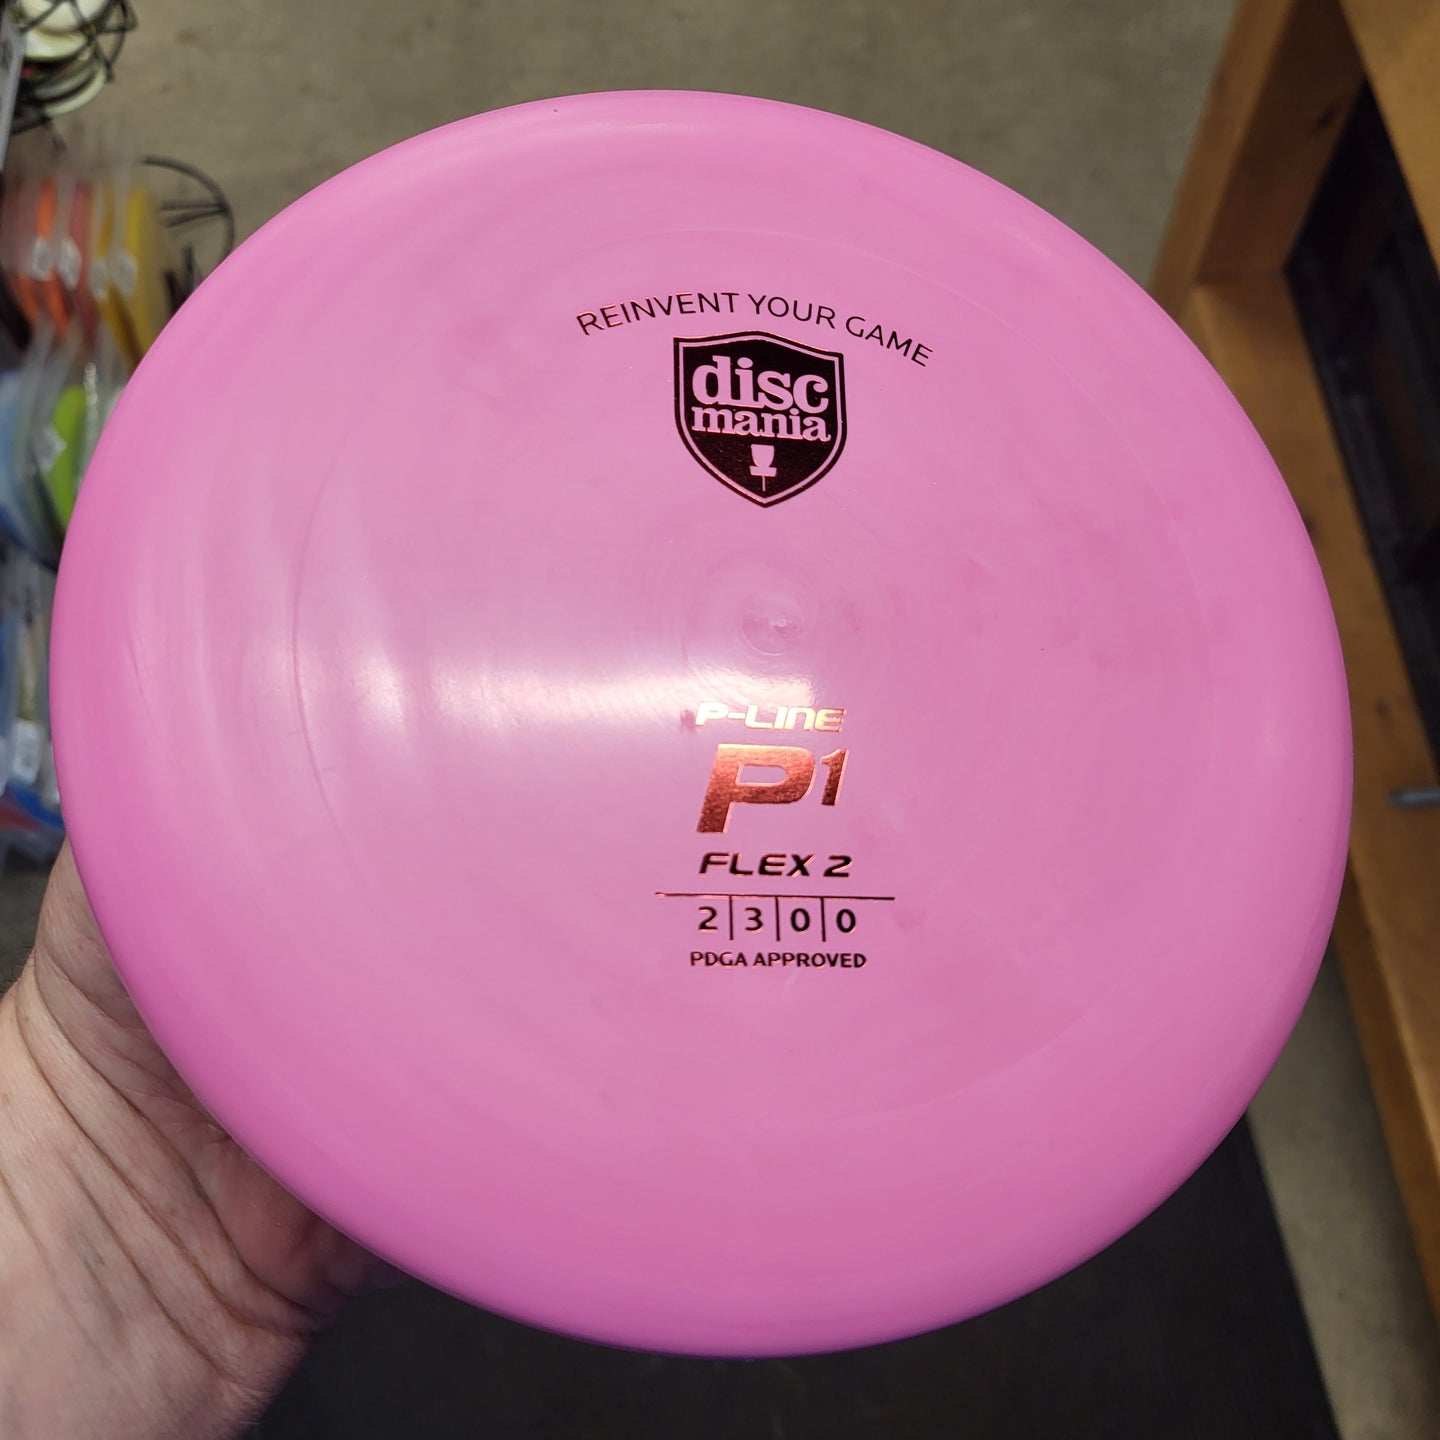 REINVENT YOUR GAME
disc
mania
P-LINE
P1
FLEX 2
2 | 3 | 0 | 0
PDGA APPROVED